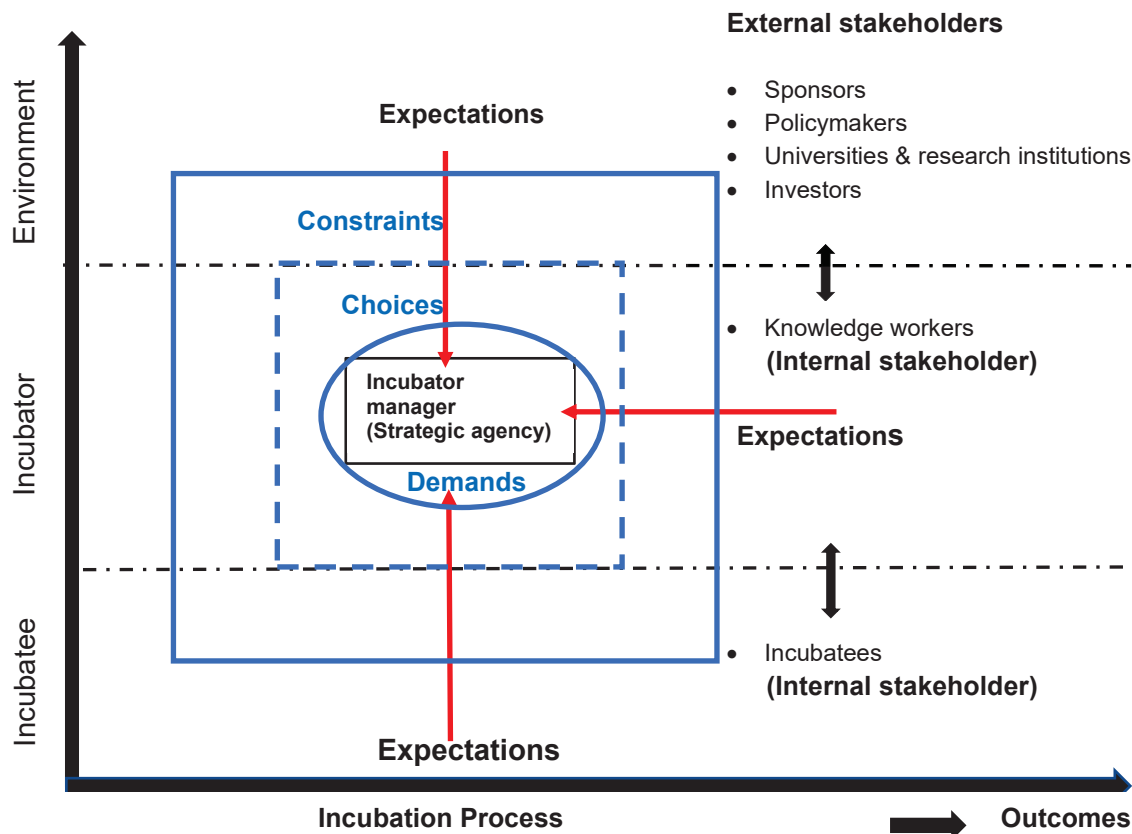 External stakeholders
• Sponsors
• Policymakers
• Universities & research institutions
• Investors
Environment
Expectations
Constraints
Choices
• Knowledge workers
(Internal stakeholder)
Incubator
Incubator
manager
(Strategic agency)
Expectations
Demands
Incubatee
• Incubatees
(Internal stakeholder)
Expectations
Incubation Process
Outcomes